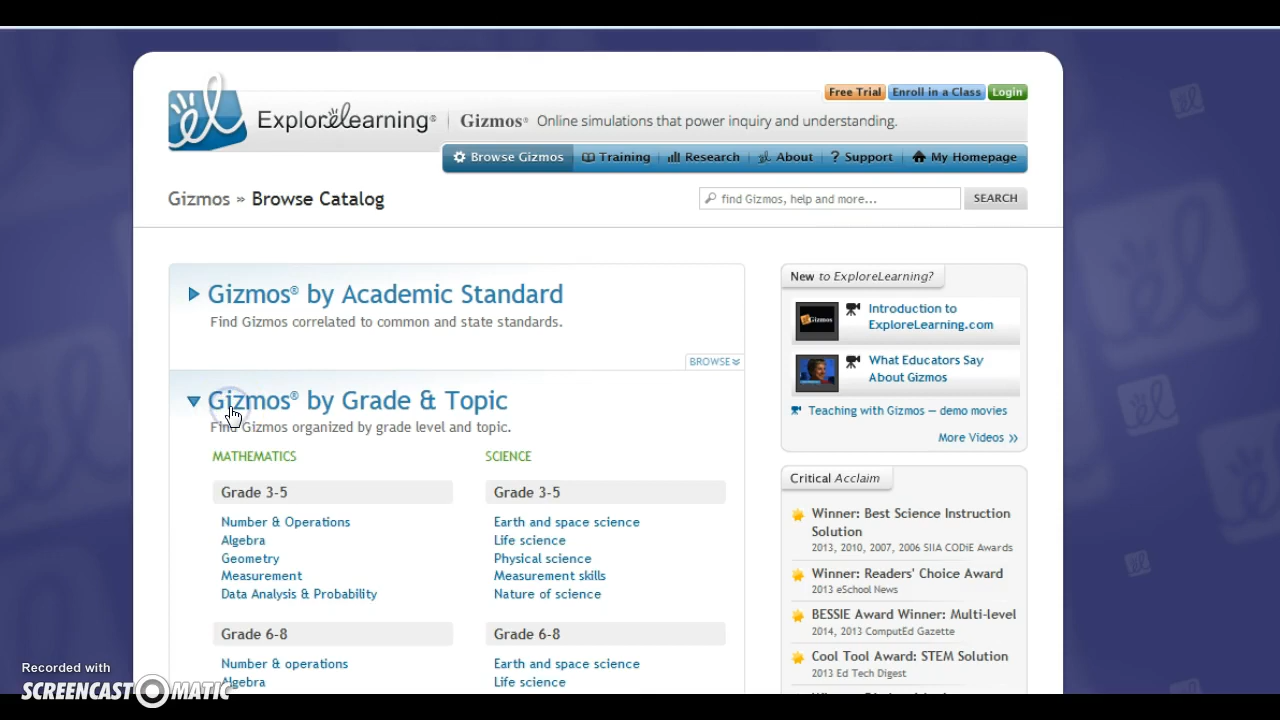 Free Trial Enroll in a Class Login
ExploreLearning® Gizmos® Online simulations that power inquiry and understanding.
Browse Gizmos Training Research About ? Support My Homepage
Gizmos » Browse Catalog
find Gizmos, help and more... SEARCH
Gizmos® by Academic Standard
Find Gizmos correlated to common and state standards.
BROWSE
Gizmos® by Grade & Topic
Find Gizmos organized by grade level and topic.
MATHEMATICS
Grade 3-5
Number & Operations
Algebra
Geometry
Measurement
Data Analysis & Probability
Grade 6-8
Number & operations
Algebra
SCIENCE
Grade 3-5
Earth and space science
Life science
Physical science
Measurement skills
Nature of science
Grade 6-8
Earth and space science
Life science
New to ExploreLearning?
Gizmos
Introduction to
ExploreLearning.com
What Educators Say
About Gizmos
Teaching with Gizmos — demo movies
More Videos »
Critical Acclaim
Winner: Best Science Instruction
Solution
2013, 2010, 2007, 2006 SIIA CODiE Awards
Winner: Readers' Choice Award
2013 eSchool News
BESSIE Award Winner: Multi-level
2014, 2013 ComputEd Gazette
Cool Tool Award: STEM Solution
2013 Ed Tech Digest
Recorded with
SCREENCAST-O-MATIC